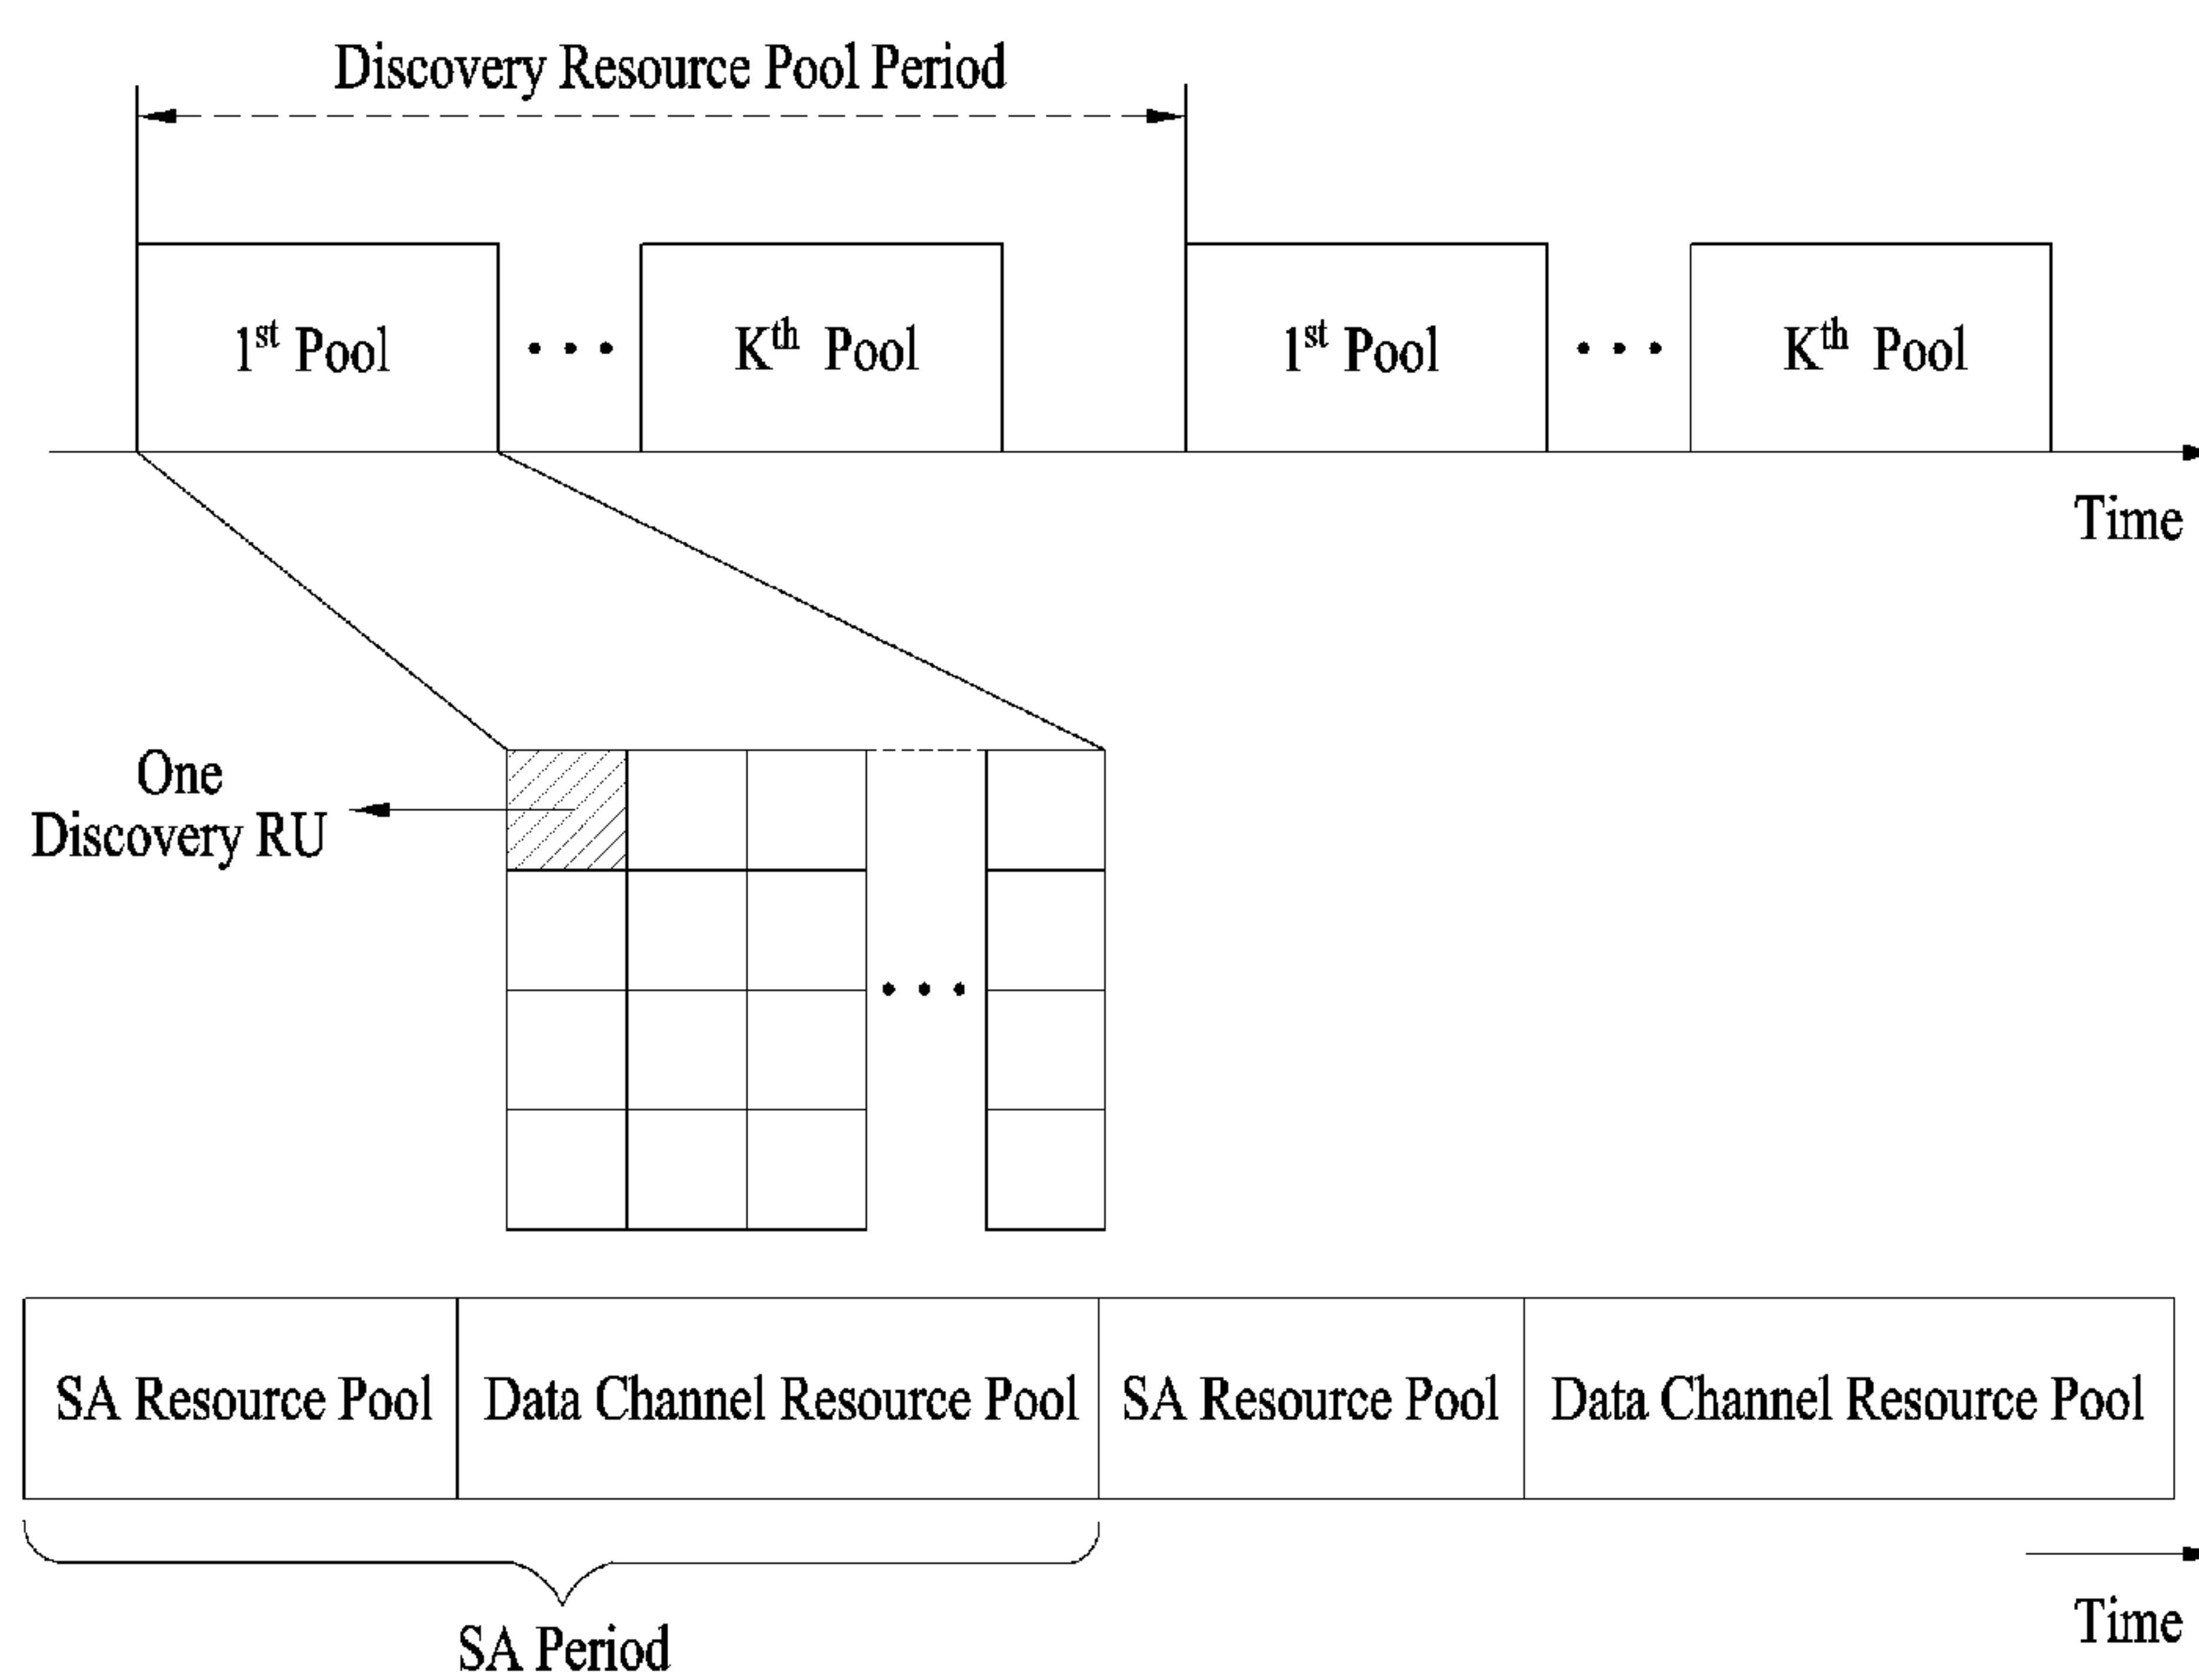 Discovery Resource Pool Period
1st Pool
Kth Pool
1st Pool
Kth Pool
Time
One
Discovery RU
SA Resource Pool
Data Channel Resource Pool
SA Resource Pool
Data Channel Resource Pool
SA Period
Time